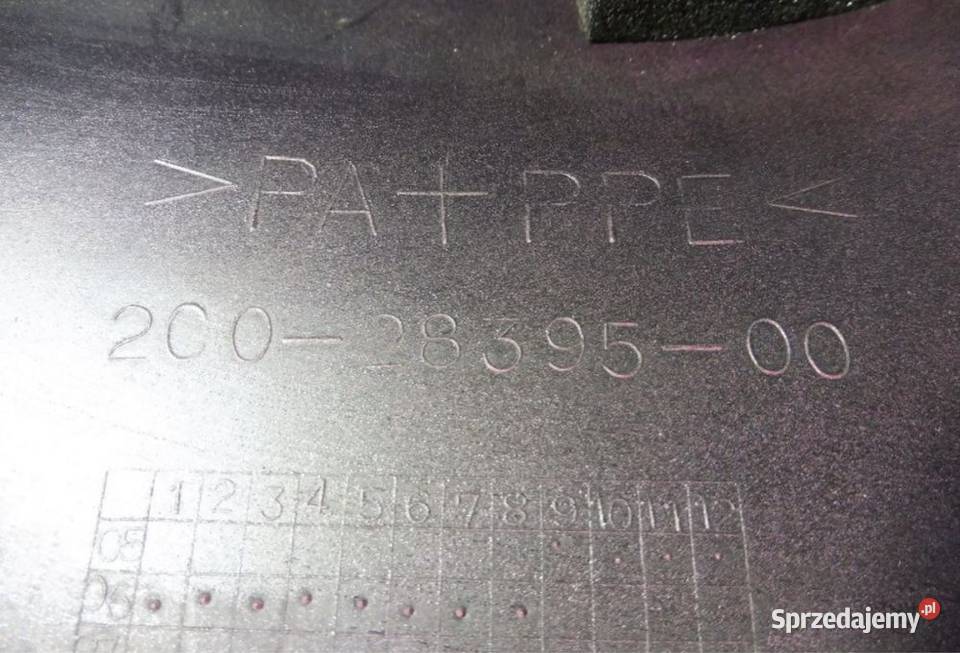 >PA+PPE<
2C0-28395-00
1 2 3 4 5 6 7 8 9 10 11 12
05
06
Sprzedajemy.pl